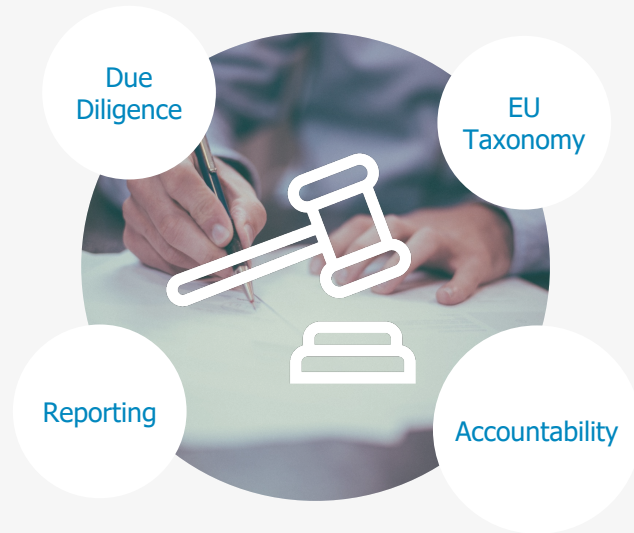 Due
Diligence
EU
Taxonomy
Reporting
Accountability